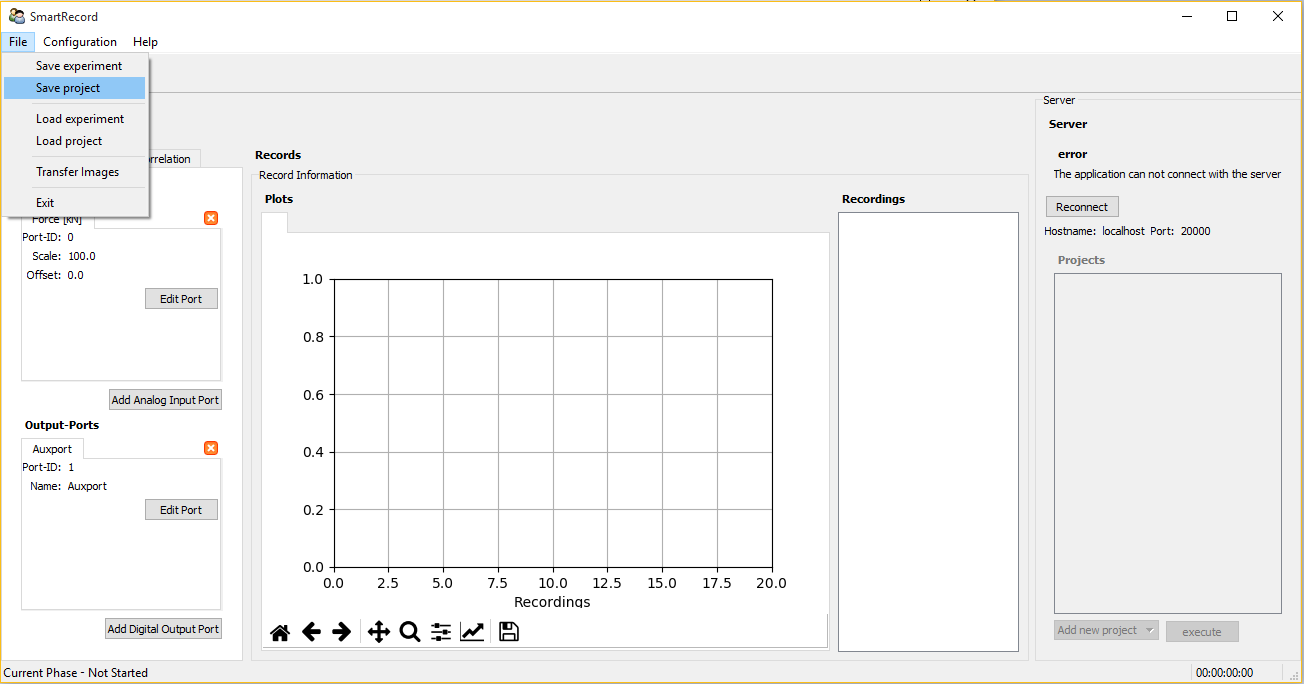 SmartRecord
File Configuration Help
Save experiment
Save project
Load experiment
Load project
Transfer Images
Exit
Force [kN]
Port-ID: 0
Scale: 100.0
Offset: 0.0
Edit Port
Add Analog Input Port
Output-Ports
Auxport
Port-ID: 1
Name: Auxport
Edit Port
Add Digital Output Port
Records
Record Information
Plots
1.0
0.8
0.6
0.4
0.2
0.0
0.0 2.5 5.0 7.5 10.0 12.5 15.0 17.5 20.0
Recordings
Recordings
Server
Server
error
The application can not connect with the server
Reconnect
Hostname: localhost Port: 20000
Projects
Add new project execute
Current Phase - Not Started 00:00:00:00